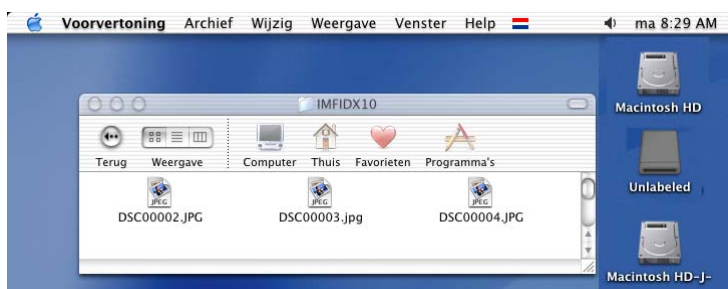 Voorvertoning Archief Wijzig Weergave Venster Help ma 8:29 AM
IMFIDX10
Terug Weergave Computer Thuis Favorieten Programma's
DSC00002.JPG DSC00003.jpg DSC00004.JPG
Macintosh HD
Unlabeled
Macintosh HD-J-
JPEG JPEG JPEG